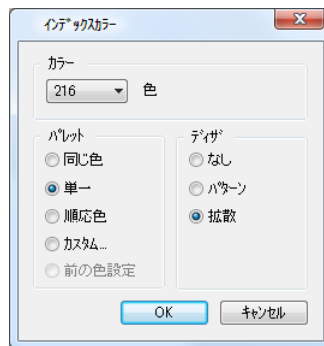 インデックスカラー
カラー
216 色
パレット
同じ色
単一
順応色
カスタム...
前の色設定
ディザ
なし
パターン
拡散
OK キャンセル